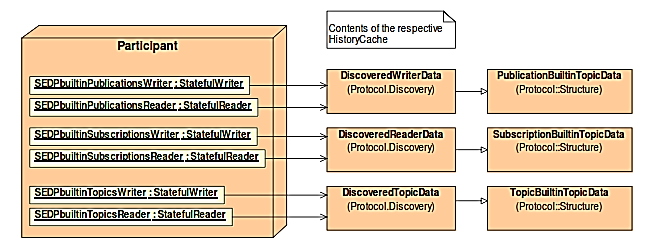 Contents of the respective
HistoryCache
Participant
SEDPbuiltinPublicationsWriter : StatefulWriter
SEDPbuiltinPublicationsReader : StatefulReader
SEDPbuiltinSubscriptionsWriter : StatefulWriter
SEDPbuiltinSubscriptionsReader : StatefulReader
SEDPbuiltinTopicsWriter : StatefulWriter
SEDPbuiltinTopicsReader : StatefulReader
DiscoveredWriterData
(Protocol.Discovery)
PublicationBuiltinTopicData
(Protocol::Structure)
DiscoveredReaderData
(Protocol.Discovery)
SubscriptionBuiltinTopicData
(Protocol::Structure)
DiscoveredTopicData
(Protocol.Discovery)
TopicBuiltinTopicData
(Protocol::Structure)